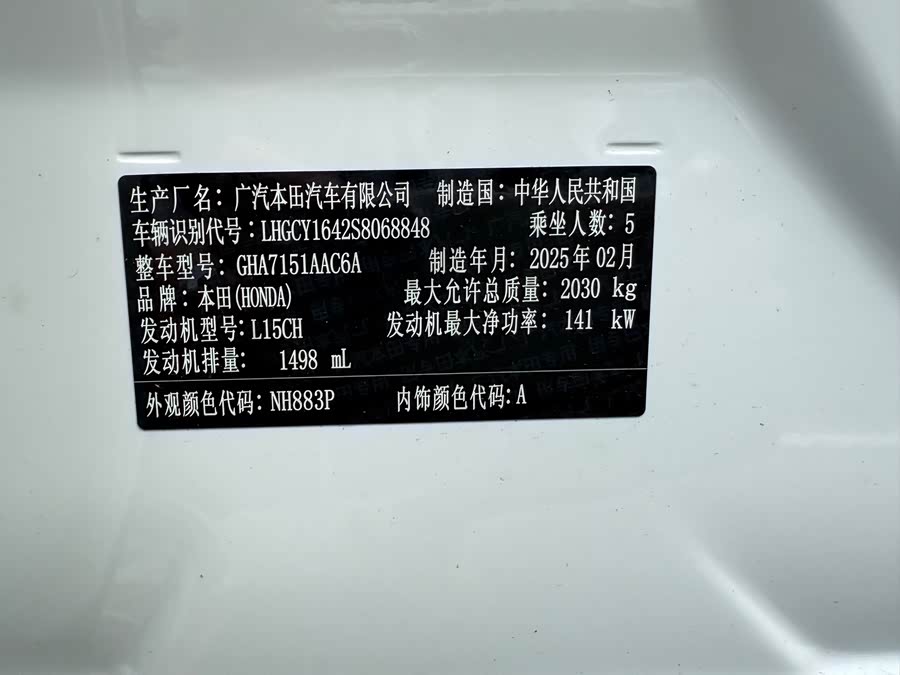 生产厂名：广汽本田汽车有限公司 制造国：中华人民共和国
车辆识别代号：LHGCY1642S8068848 乘坐人数：5
整车型号：GHA7151AAC6A 制造年月：2025年02月
品牌：本田(HONDA) 最大允许总质量：2030 kg
发动机型号：L15CH 发动机最大净功率：141 kW
发动机排量：1498 mL
外观颜色代码：NH883P 内饰颜色代码：A